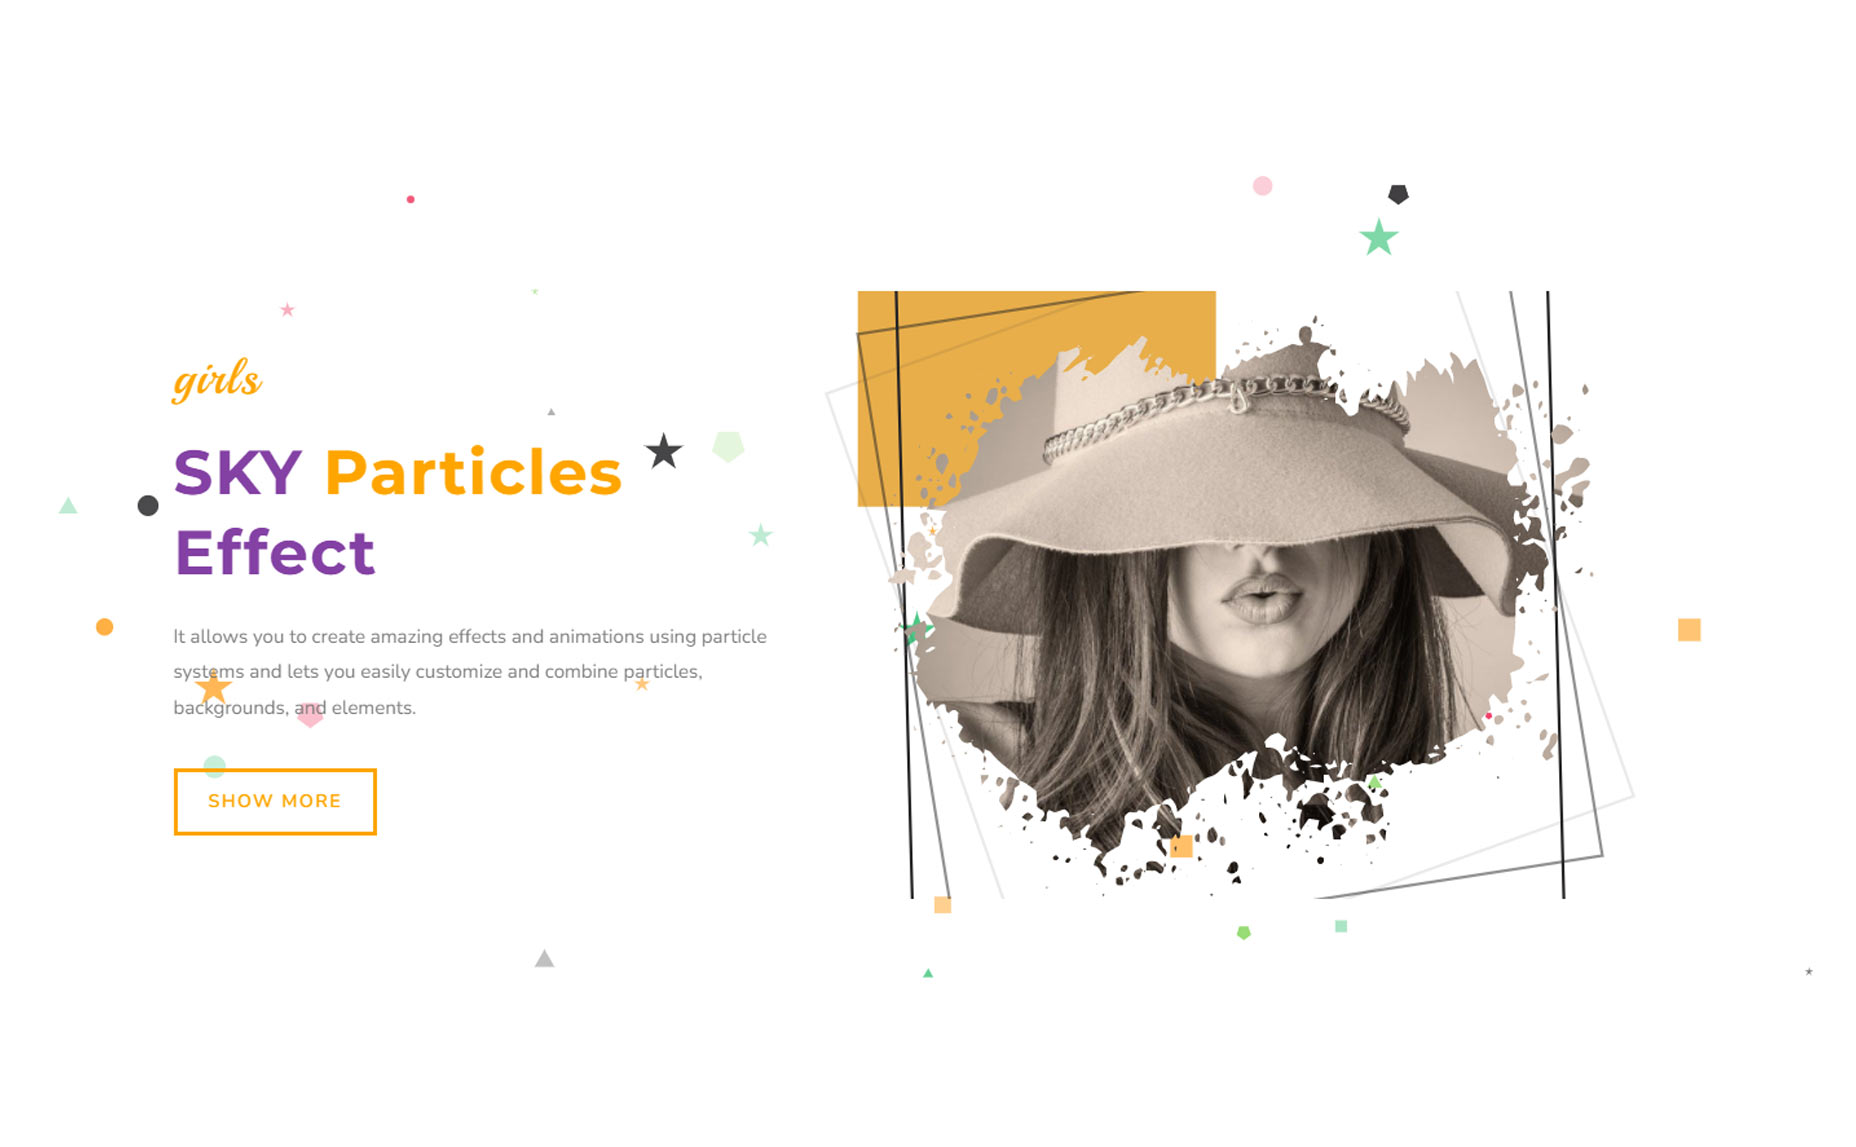 girls
SKY Particles
Effect
It allows you to create amazing effects and animations using particle
systems and lets you easily customize and combine particles,
backgrounds, and elements.
SHOW MORE